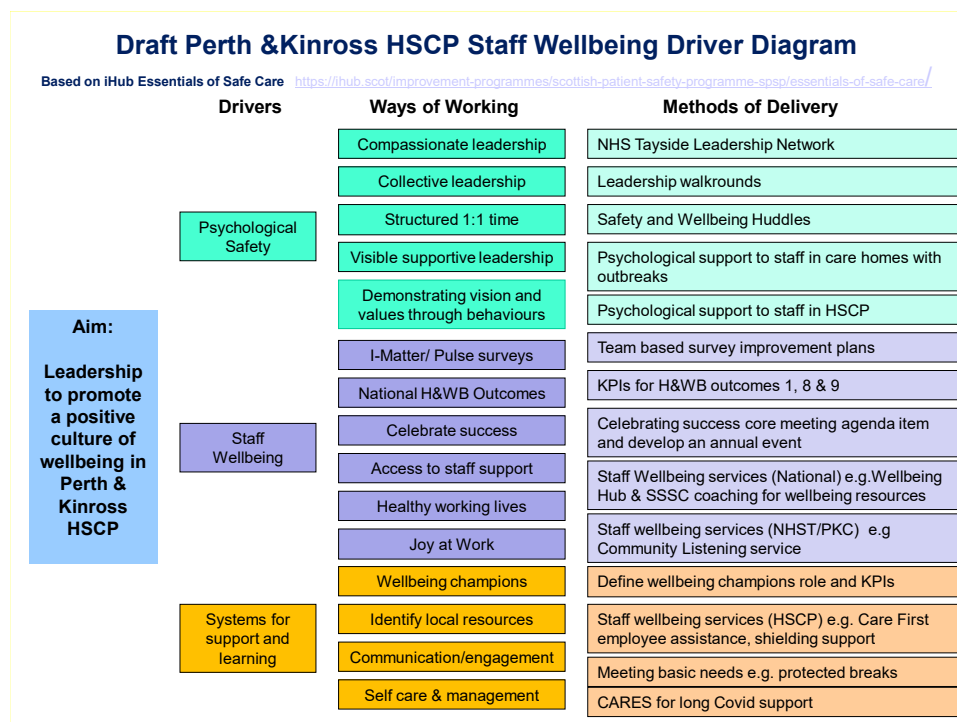 Draft Perth &Kinross HSCP Staff Wellbeing Driver Diagram
Based on iHub Essentials of Safe Care https://ihub.scot/improvement-programmes/scottish-patient-safety-programme-spsp/essentials-of-safe-care/
Drivers
Ways of Working
Methods of Delivery
Aim:
Leadership
to promote
a positive
culture of
wellbeing in
Perth &
Kinross
HSCP
Psychological
Safety
Compassionate leadership
Collective leadership
Structured 1:1 time
Visible supportive leadership
Demonstrating vision and
values through behaviours
NHS Tayside Leadership Network
Leadership walkrounds
Safety and Wellbeing Huddles
Psychological support to staff in care homes with
outbreaks
Psychological support to staff in HSCP
Staff
Wellbeing
I-Matter/ Pulse surveys
National H&WB Outcomes
Celebrate success
Access to staff support
Healthy working lives
Joy at Work
Team based survey improvement plans
KPIs for H&WB outcomes 1, 8 & 9
Celebrating success core meeting agenda item
and develop an annual event
Staff Wellbeing services (National) e.g.Wellbeing
Hub & SSSC coaching for wellbeing resources
Staff wellbeing services (NHST/PKC) e.g
Community Listening service
Systems for
support and
learning
Wellbeing champions
Identify local resources
Communication/engagement
Self care & management
Define wellbeing champions role and KPIs
Staff wellbeing services (HSCP) e.g. Care First
employee assistance, shielding support
Meeting basic needs e.g. protected breaks
CARES for long Covid support